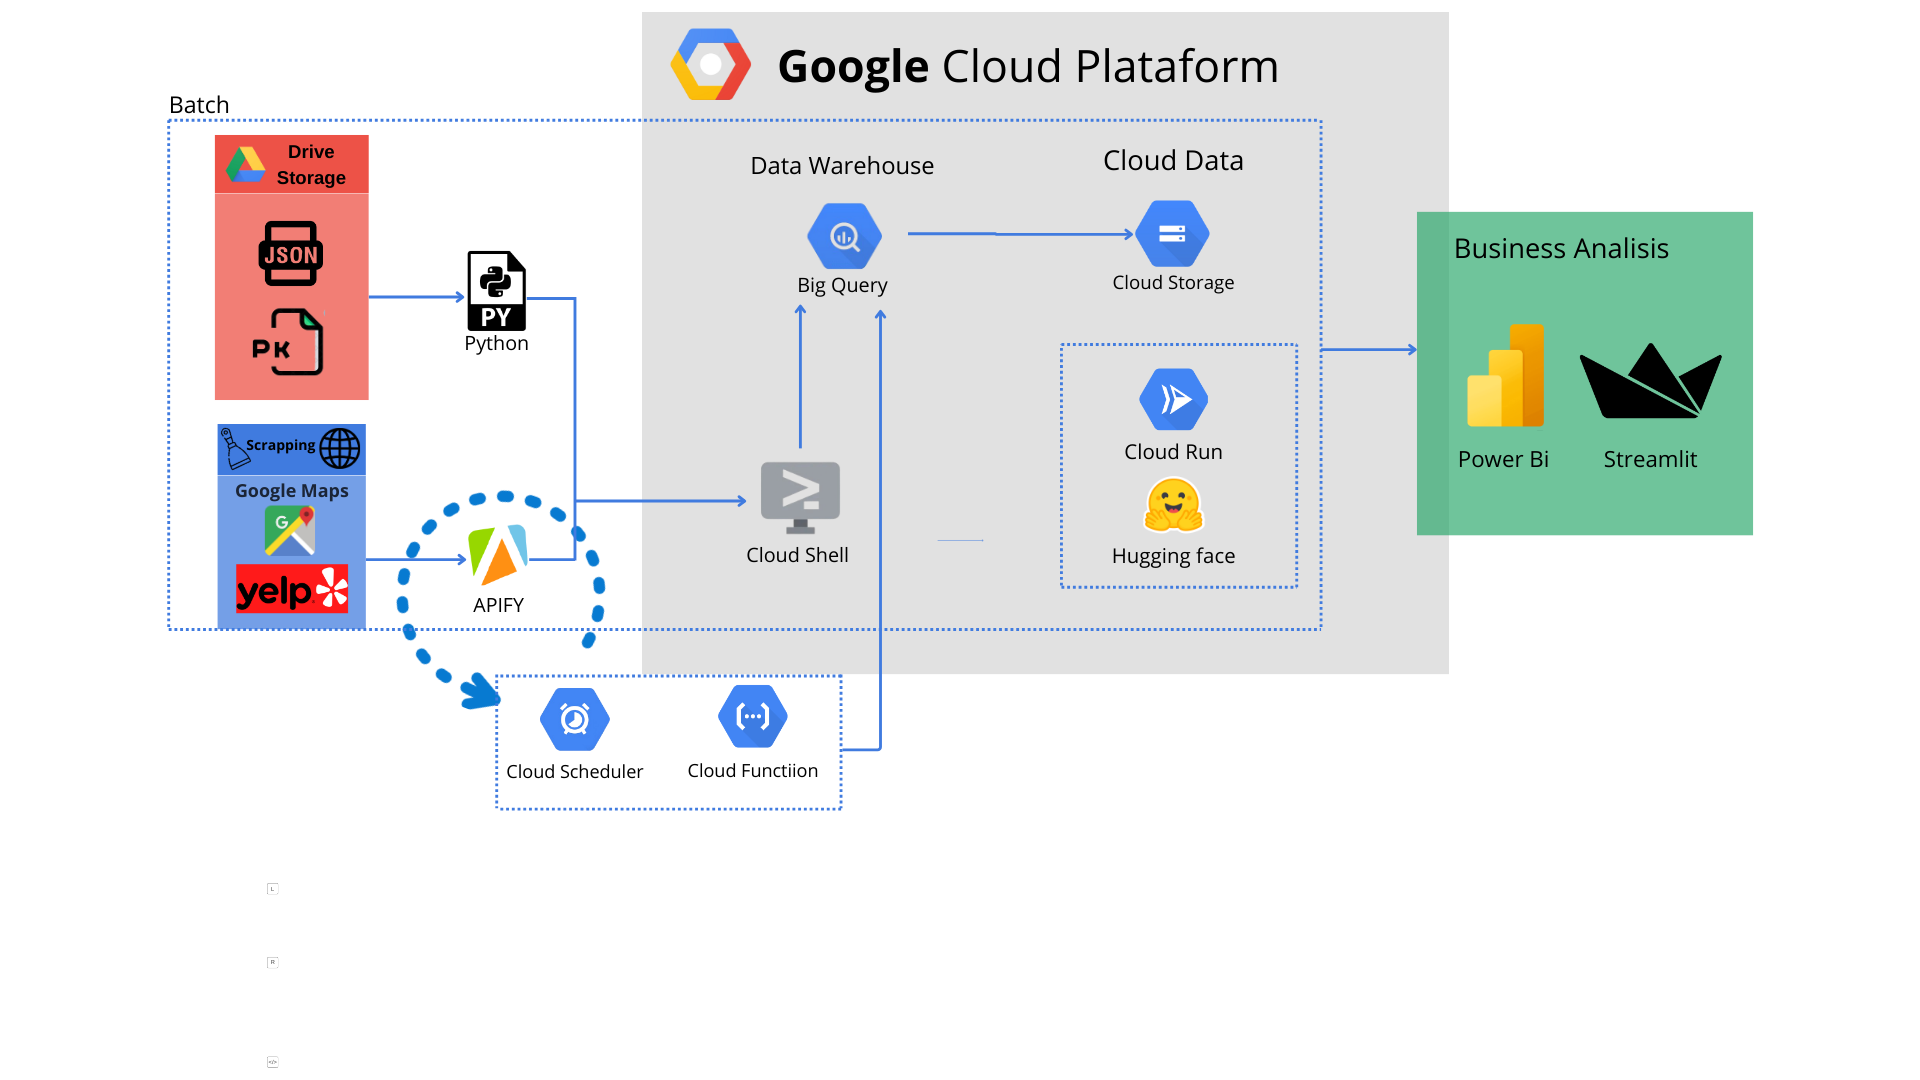 Google Cloud Plataform
Batch
Drive
Storage
JSON
PK
PY
Python
Scrapping
Google Maps
G
yelp
APIFY
Data Warehouse
Big Query
Cloud Data
Cloud Storage
Cloud Shell
Cloud Run
Hugging face
Business Analisis
Power Bi
Streamlit
Cloud Scheduler
Cloud Functiion
L
R
</>